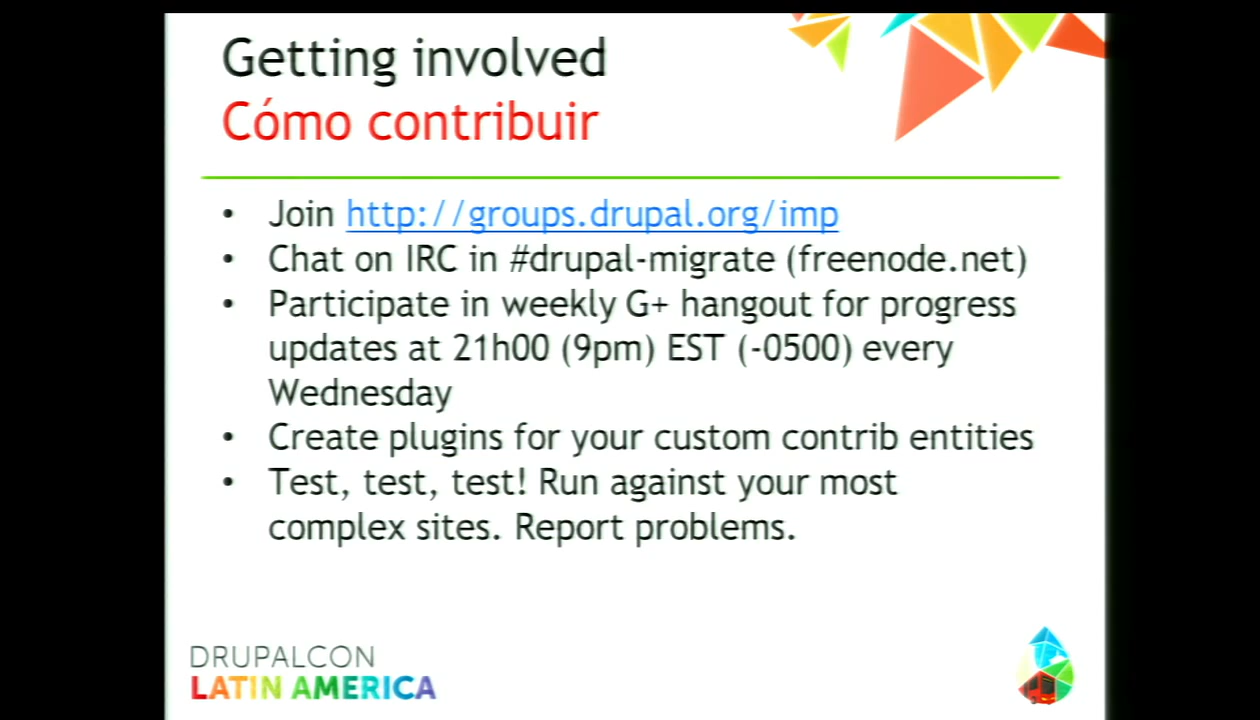 Getting involved
Cómo contribuir
• Join http://groups.drupal.org/imp
• Chat on IRC in #drupal-migrate (freenode.net)
• Participate in weekly G+ hangout for progress
updates at 21h00 (9pm) EST (-0500) every
Wednesday
• Create plugins for your custom contrib entities
• Test, test, test! Run against your most
complex sites. Report problems.
DRUPALCON
LATIN AMERICA